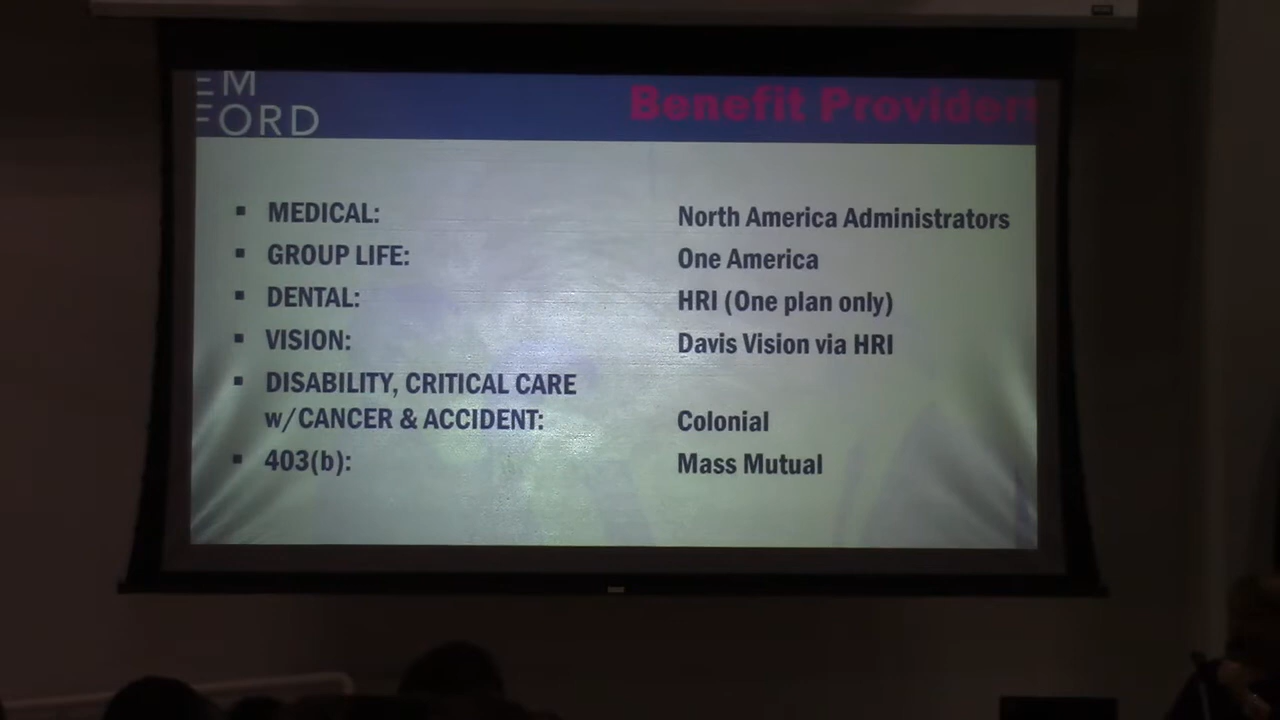 EM
FORD
Benefit Providers
▪ MEDICAL: North America Administrators
▪ GROUP LIFE: One America
▪ DENTAL: HRI (One plan only)
▪ VISION: Davis Vision via HRI
▪ DISABILITY, CRITICAL CARE
w/CANCER & ACCIDENT: Colonial
▪ 403(b): Mass Mutual